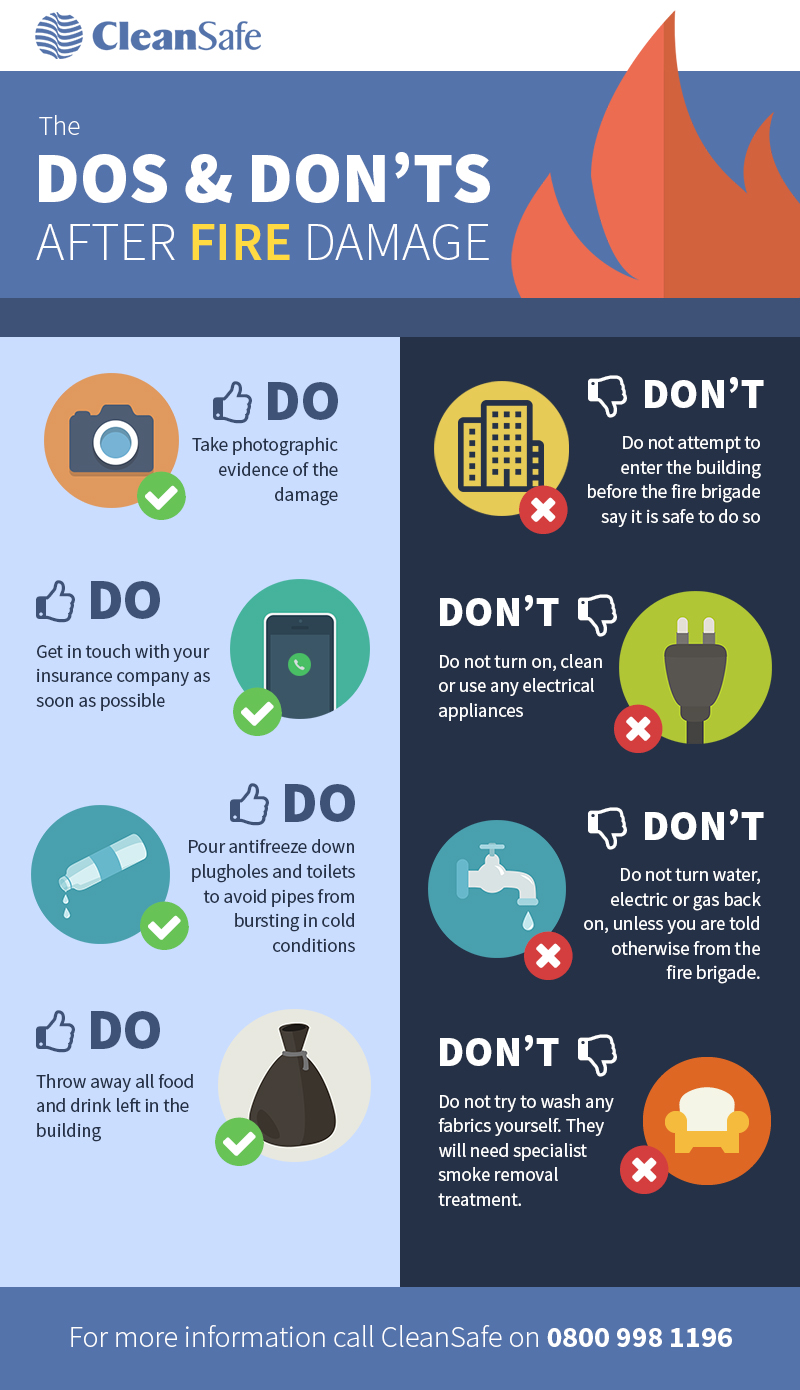 CleanSafe
The
DOS & DON'TS
AFTER FIRE DAMAGE
DO
Take photographic
evidence of the
damage
DO
Get in touch with your
insurance company as
soon as possible
DO
Pour antifreeze down
plugholes and toilets
to avoid pipes from
bursting in cold
conditions
DO
Throw away all food
and drink left in the
building
DON'T
Do not attempt to
enter the building
before the fire brigade
say it is safe to do so
DON'T
Do not turn on, clean
or use any electrical
appliances
DON'T
Do not turn water,
electric or gas back
on, unless you are told
otherwise from the
fire brigade.
DON'T
Do not try to wash any
fabrics yourself. They
will need specialist
smoke removal
treatment.
For more information call CleanSafe on 0800 998 1196